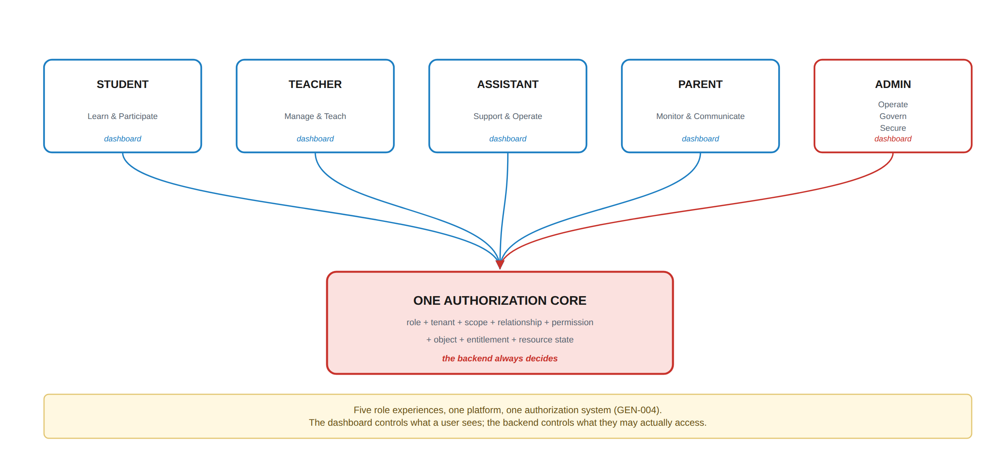 STUDENT
Learn & Participate
dashboard
TEACHER
Manage & Teach
dashboard
ASSISTANT
Support & Operate
dashboard
PARENT
Monitor & Communicate
dashboard
ADMIN
Operate
Govern
Secure
dashboard
ONE AUTHORIZATION CORE
role + tenant + scope + relationship + permission
+ object + entitlement + resource state
the backend always decides
Five role experiences, one platform, one authorization system (GEN-004).
The dashboard controls what a user sees; the backend controls what they may actually access.